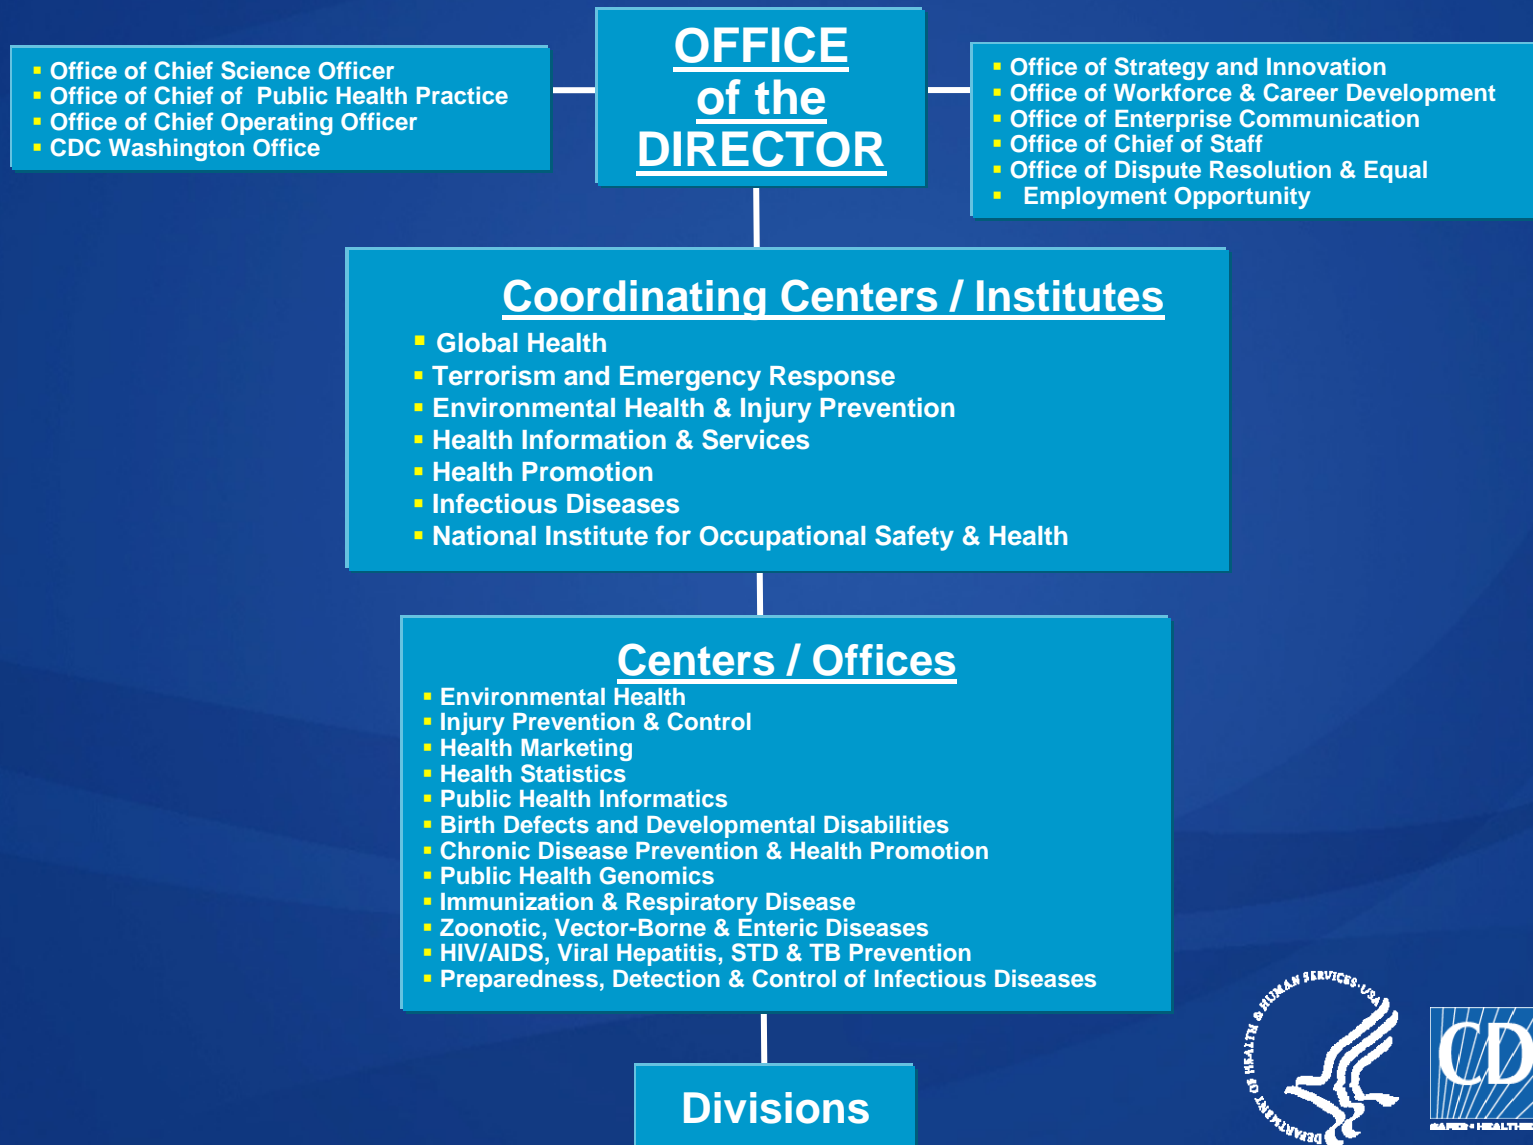 OFFICE
of the
DIRECTOR
▪ Office of Chief Science Officer
▪ Office of Chief of Public Health Practice
▪ Office of Chief Operating Officer
▪ CDC Washington Office
▪ Office of Strategy and Innovation
▪ Office of Workforce & Career Development
▪ Office of Enterprise Communication
▪ Office of Chief of Staff
▪ Office of Dispute Resolution & Equal
▪ Employment Opportunity
Coordinating Centers / Institutes
▪ Global Health
▪ Terrorism and Emergency Response
▪ Environmental Health & Injury Prevention
▪ Health Information & Services
▪ Health Promotion
▪ Infectious Diseases
▪ National Institute for Occupational Safety & Health
Centers / Offices
▪ Environmental Health
▪ Injury Prevention & Control
▪ Health Marketing
▪ Health Statistics
▪ Public Health Informatics
▪ Birth Defects and Developmental Disabilities
▪ Chronic Disease Prevention & Health Promotion
▪ Public Health Genomics
▪ Immunization & Respiratory Disease
▪ Zoonotic, Vector-Borne & Enteric Diseases
▪ HIV/AIDS, Viral Hepatitis, STD & TB Prevention
▪ Preparedness, Detection & Control of Infectious Diseases
Divisions
DEPARTMENT OF HEALTH & HUMAN SERVICES·USA
CD
SAFER • HEALTHIE